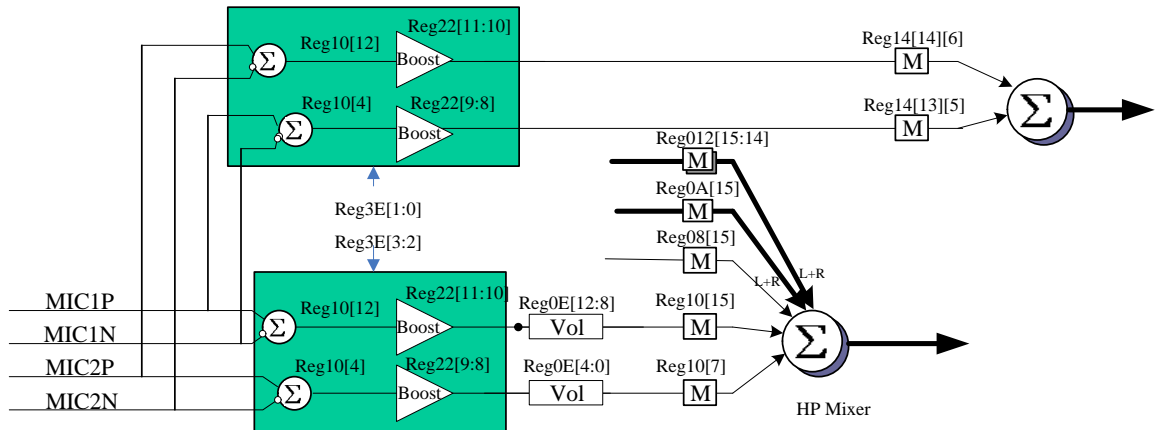 Reg22[11:10]
Reg10[12]
Boost
Σ
Reg14[14][6]
M
Reg10[4]
Reg22[9:8]
Boost
Σ
Reg14[13][5]
M
Σ
Reg012[15:14]
M
Reg3E[1:0]
Reg0A[15]
M
Reg3E[3:2]
Reg08[15]
M
L+R
L+R
MIC1P
MIC1N
MIC2P
MIC2N
Reg22[11:10]
Reg10[12]
Σ
Boost
Reg0E[12:8]
Vol
Reg10[15]
M
Reg10[4]
Reg22[9:8]
Σ
Boost
Reg0E[4:0]
Vol
Reg10[7]
M
Σ
HP Mixer